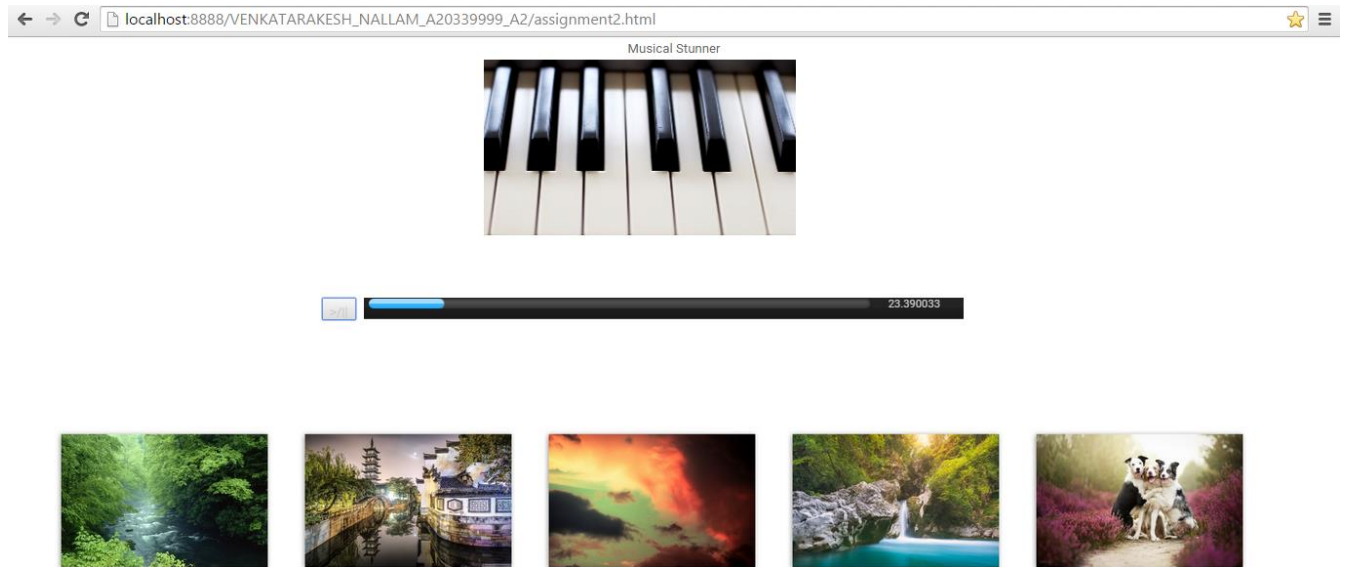 localhost:8888/VENKATARAKESH_NALLAM_A20339999_A2/assignment2.html
Musical Stunner
>/||
23.390033